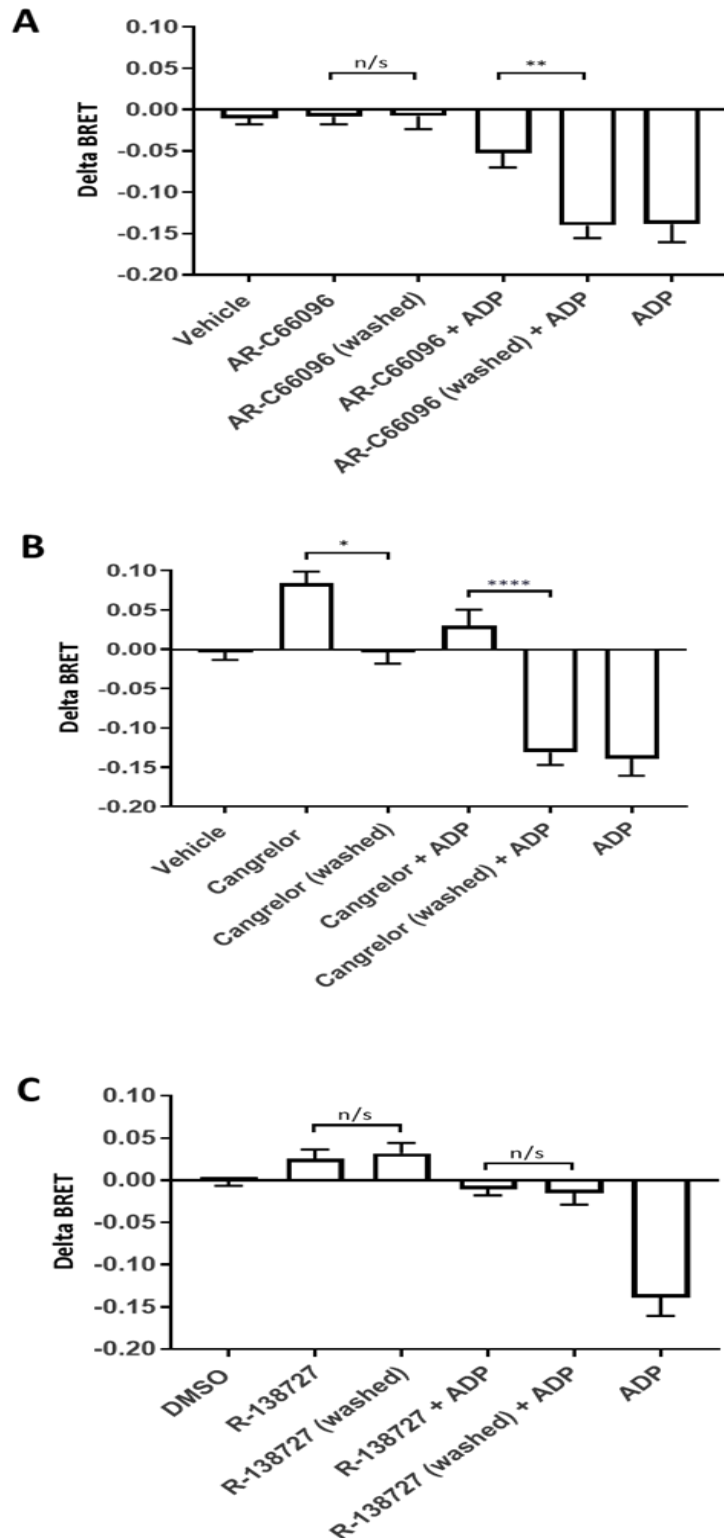 A
0.10
0.05
0.00
-0.05
-0.10
-0.15
-0.20
Delta BRET
n/s
**
Vehicle
AR-C66096
AR-C66096 (washed)
AR-C66096 + ADP
AR-C66096 (washed) + ADP
ADP
B
0.10
0.05
0.00
-0.05
-0.10
-0.15
-0.20
Delta BRET
*
****
Vehicle
Cangrelor
Cangrelor (washed)
Cangrelor + ADP
Cangrelor (washed) + ADP
ADP
C
0.10
0.05
0.00
-0.05
-0.10
-0.15
-0.20
Delta BRET
n/s
n/s
DMSO
R-138727
R-138727 (washed)
R-138727 + ADP
R-138727 (washed) + ADP
ADP